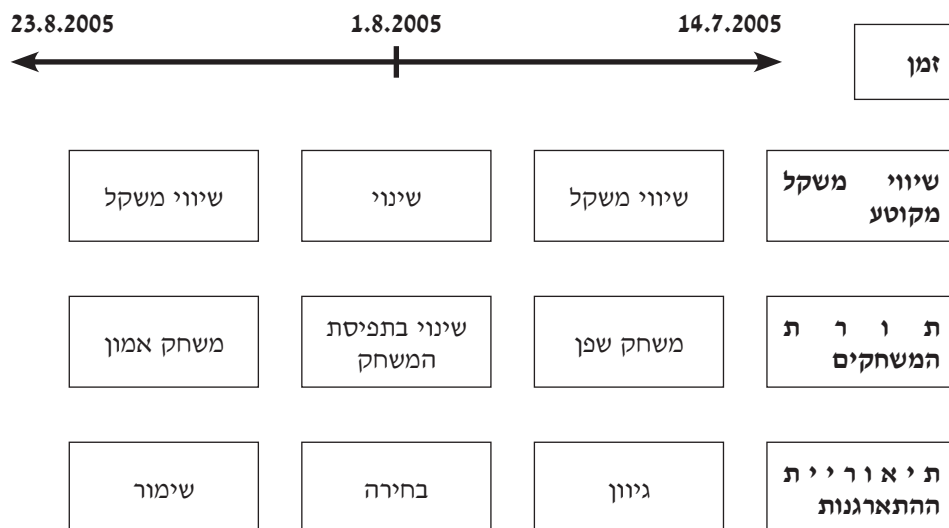 14.7.2005
1.8.2005
23.8.2005
זמן
שיווי משקל
מקוטע
שיווי משקל
שינוי
שיווי משקל
תורת
המשחקים
משחק שפן
שינוי בתפיסת
המשחק
משחק אמון
תיאוריית
ההתארגנות
גיוון
בחירה
שימור